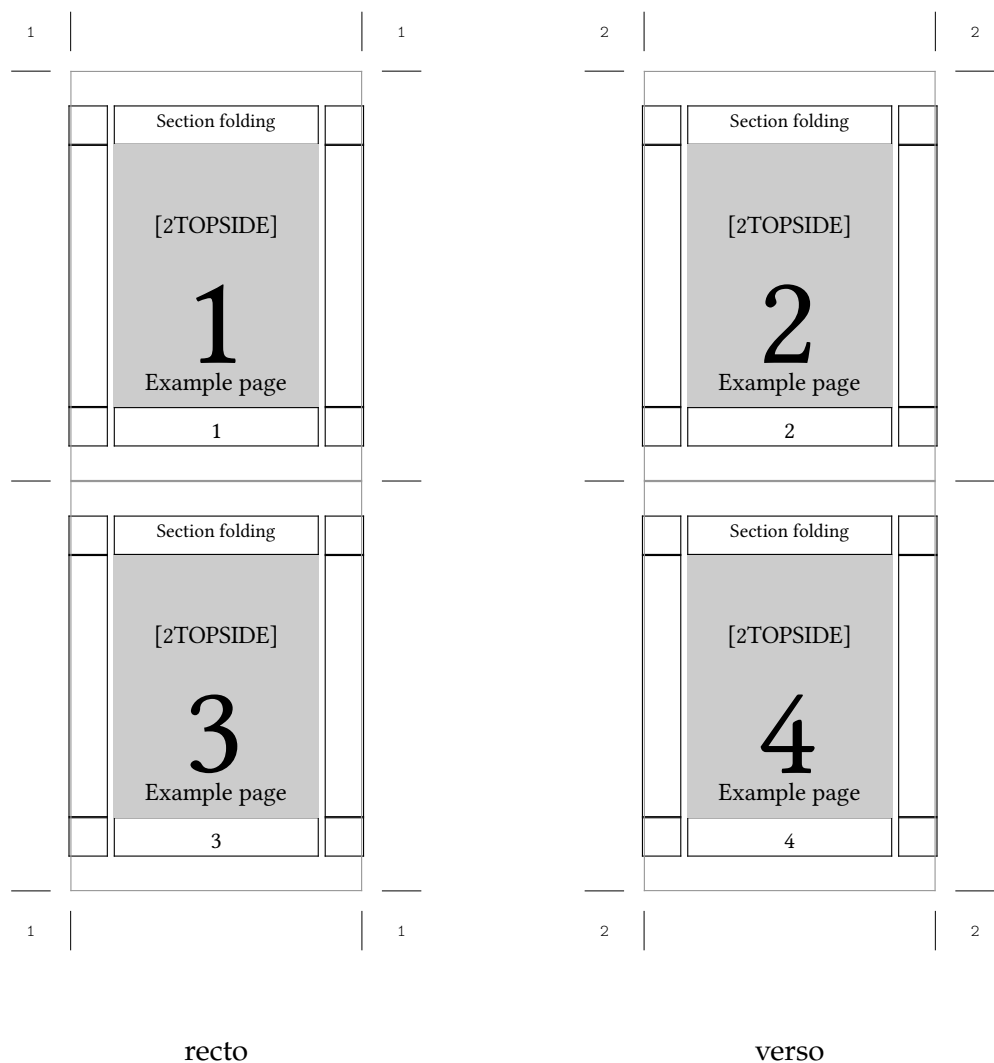 1 1 2 2
Section folding Section folding
[2TOPSIDE] [2TOPSIDE]
1 2
Example page Example page
1 2
Section folding Section folding
[2TOPSIDE] [2TOPSIDE]
3 4
Example page Example page
3 4
1 1 2 2
recto verso